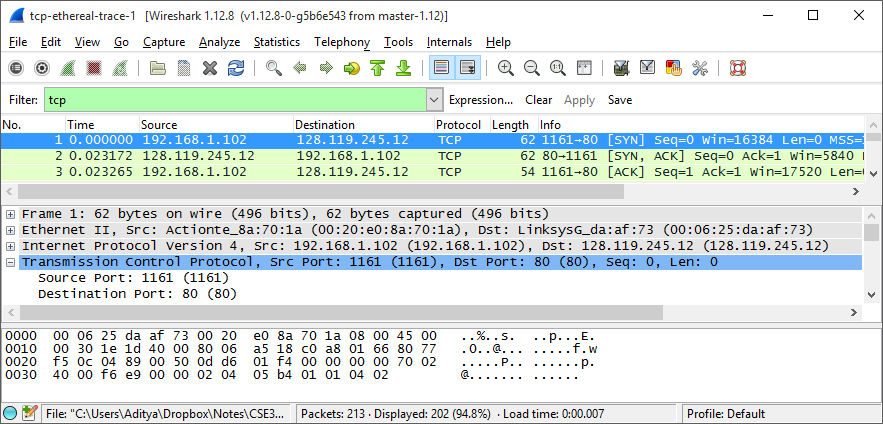 tcp-ethereal-trace-1 [Wireshark 1.12.8 (v1.12.8-0-g5b6e543 from master-1.12)]
File Edit View Go Capture Analyze Statistics Telephony Tools Internals Help
Filter: tcp Expression... Clear Apply Save
No. Time Source Destination Protocol Length Info
1 0.000000 192.168.1.102 128.119.245.12 TCP 62 1161→80 [SYN] Seq=0 Win=16384 Len=0 MSS=
2 0.023172 128.119.245.12 192.168.1.102 TCP 62 80→1161 [SYN, ACK] Seq=0 Ack=1 Win=5840
3 0.023265 192.168.1.102 128.119.245.12 TCP 54 1161→80 [ACK] Seq=1 Ack=1 Win=17520
Frame 1: 62 bytes on wire (496 bits), 62 bytes captured (496 bits)
Ethernet II, Src: Actionte_8a:70:1a (00:20:e0:8a:70:1a), Dst: LinksysG_da:af:73 (00:06:25:da:af:73)
Internet Protocol Version 4, Src: 192.168.1.102 (192.168.1.102), Dst: 128.119.245.12 (128.119.245.12)
Transmission Control Protocol, Src Port: 1161 (1161), Dst Port: 80 (80), Seq: 0, Len: 0
Source Port: 1161 (1161)
Destination Port: 80 (80)
0000 00 06 25 da af 73 00 20 e0 8a 70 1a 08 00 45 00 ..%..s. ..p...E.
0010 00 30 1e 1d 40 00 80 06 a5 18 c0 a8 01 66 80 77 .0..@... .....f.w
0020 f5 0c 04 89 00 50 0d d6 01 f4 00 00 00 00 70 02 .....P.. ......p.
0030 40 00 f6 e9 00 00 02 04 05 b4 01 01 04 02 @....... ......
File: "C:\Users\Aditya\Dropbox\Notes\CSE3... Packets: 213 · Displayed: 202 (94.8%) · Load time: 0:00.007 Profile: Default